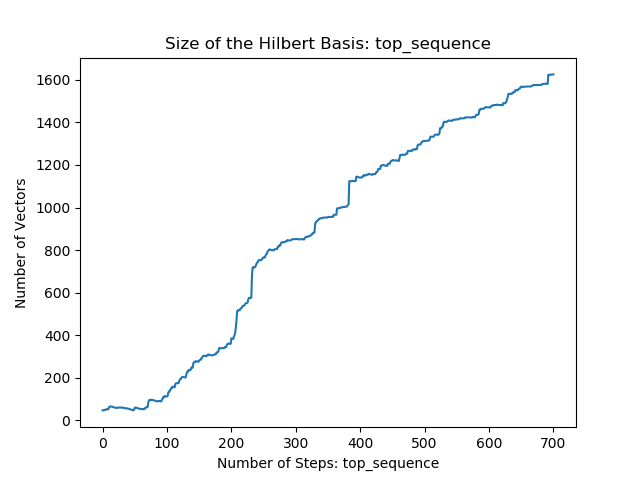 Size of the Hilbert Basis: top_sequence
Number of Vectors
1600
1400
1200
1000
800
600
400
200
0
0 100 200 300 400 500 600 700
Number of Steps: top_sequence